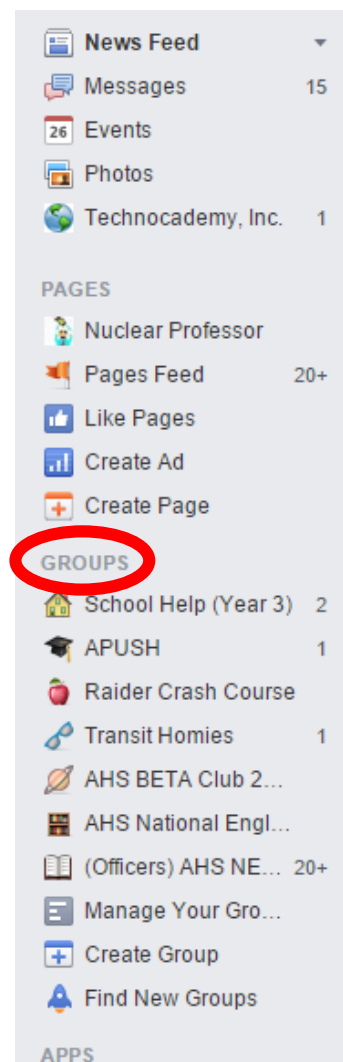 News Feed
Messages 15
26 Events
Photos
Technocademy, Inc. 1
PAGES
Nuclear Professor
Pages Feed 20+
Like Pages
Create Ad
Create Page
GROUPS
School Help (Year 3) 2
APUSH 1
Raider Crash Course
Transit Homies 1
AHS BETA Club 2...
AHS National Engl...
(Officers) AHS NE... 20+
Manage Your Gro...
Create Group
Find New Groups
APPS